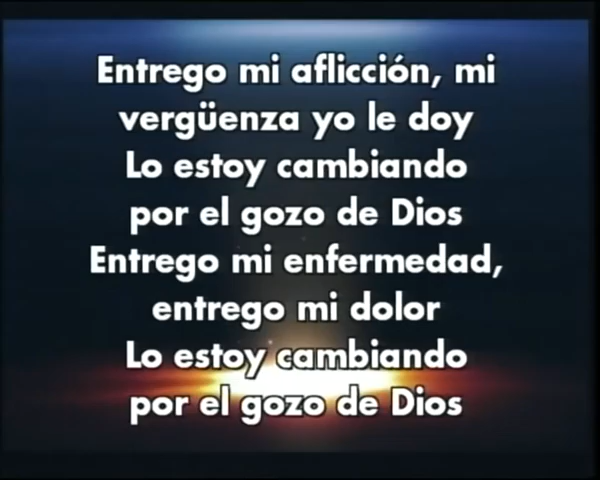 Entrego mi aflicción, mi
vergüenza yo le doy
Lo estoy cambiando
por el gozo de Dios
Entrego mi enfermedad,
entrego mi dolor
Lo estoy cambiando
por el gozo de Dios